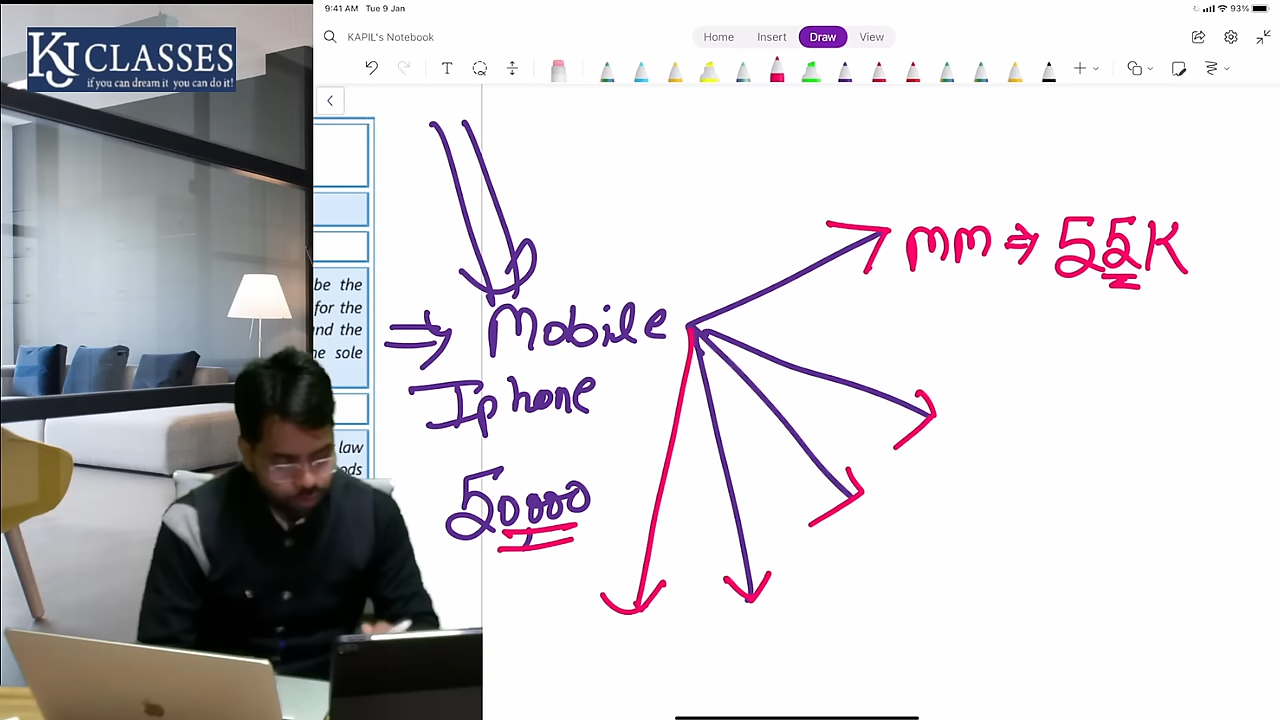 9:41 AM Tue 9 Jan
93%
KJ CLASSES
if you can dream it you can do it!
KAPIL's Notebook
Home Insert Draw View
be the
for the
nd the
e sole
law
ods
Mobile
Iphone
50000
mm ⇒ 55K